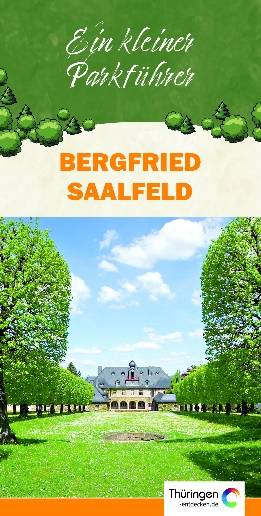 Ein kleiner
Parkführer
BERGFRIED
SAALFELD
Thüringen
-entdecken.de